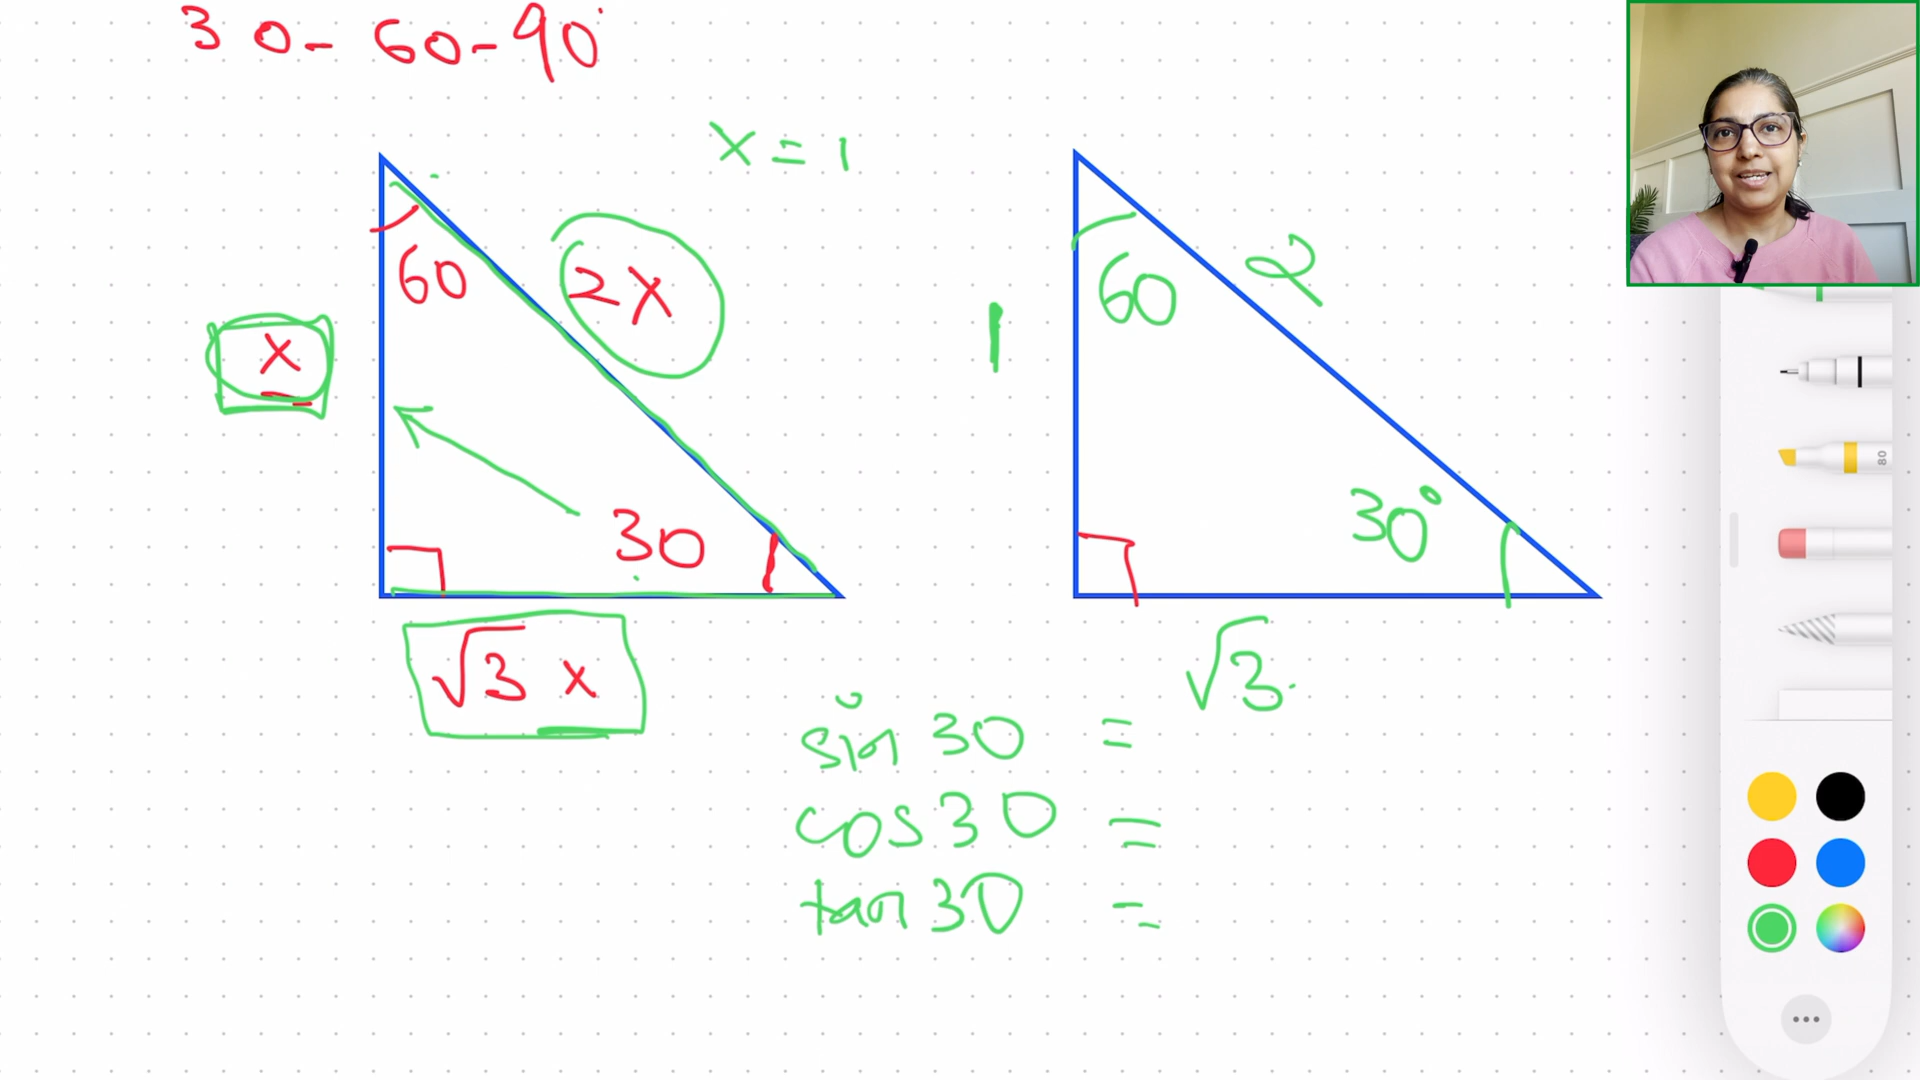 30-60-90°
x = 1
60
2x
x
30
√3 x
60
2
1
30°
√3
sin 30 =
cos 30 =
tan 30 =
80